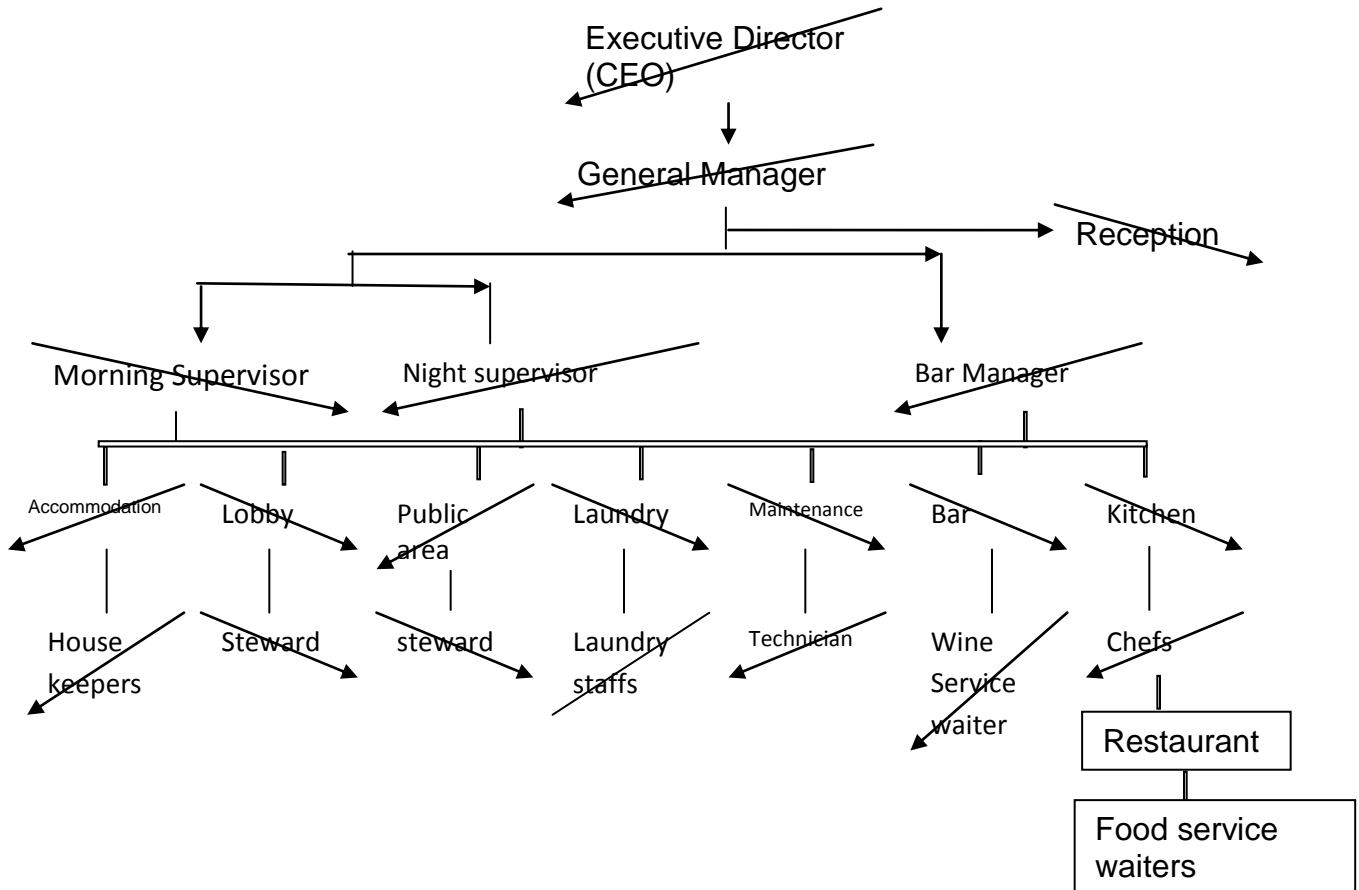 Executive Director
(CEO)
General Manager
Reception
Morning Supervisor
Night supervisor
Bar Manager
Accommodation
Lobby
Public
area
Laundry
Maintenance
Bar
Kitchen
House
keepers
Steward
steward
Laundry
staffs
Technician
Wine
Service
waiter
Chefs
Restaurant
Food service
waiters